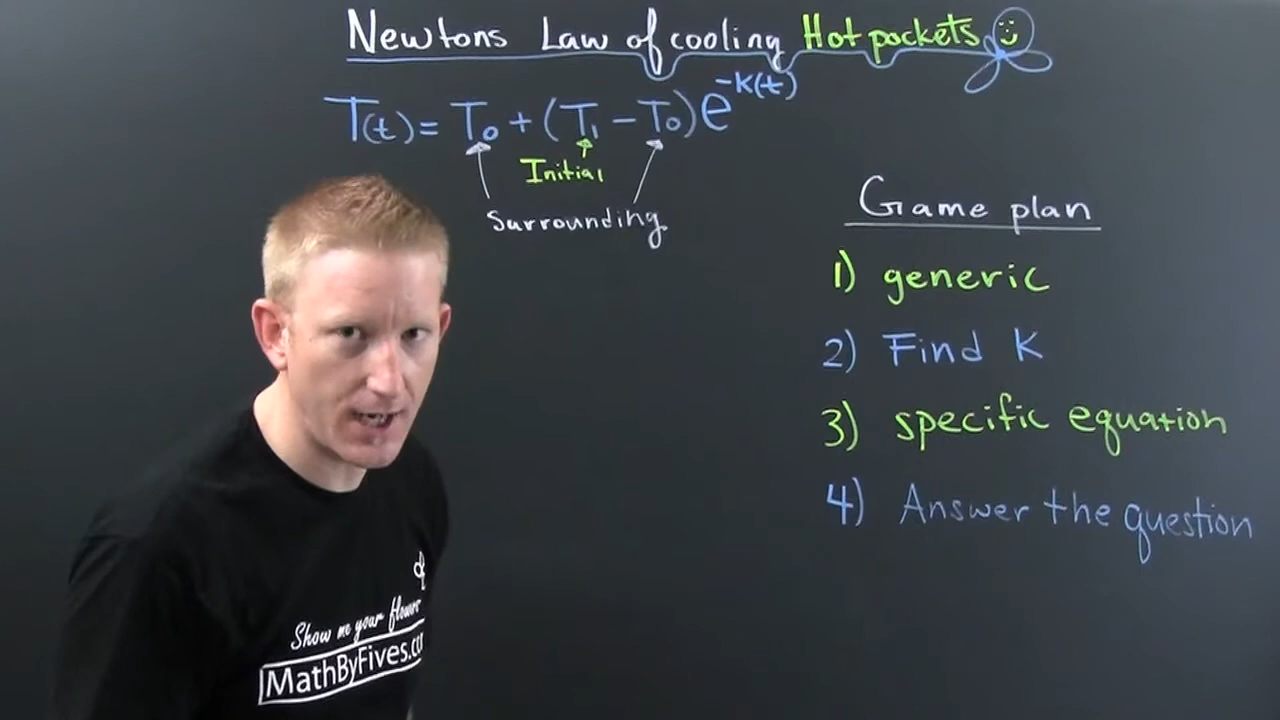 Newtons Law of cooling Hot pockets
T(t) = T₀ + (T₁ - T₀)e^-K(t)
Initial
Surrounding
Game plan
1) generic
2) Find K
3) specific equation
4) Answer the question
Show me your flowers
MathByFives.co